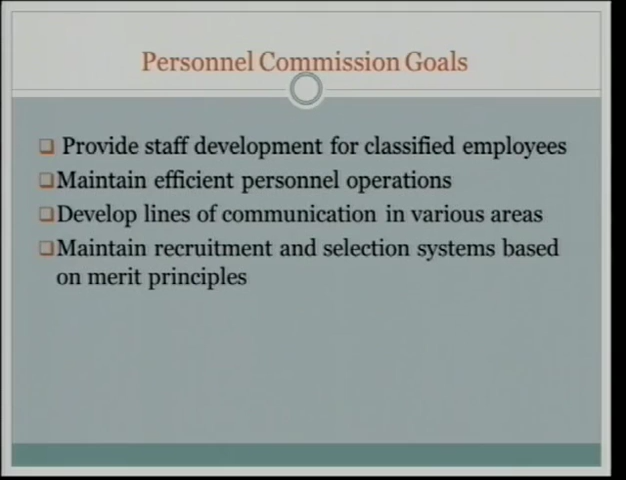 Personnel Commission Goals
Provide staff development for classified employees
Maintain efficient personnel operations
Develop lines of communication in various areas
Maintain recruitment and selection systems based
on merit principles